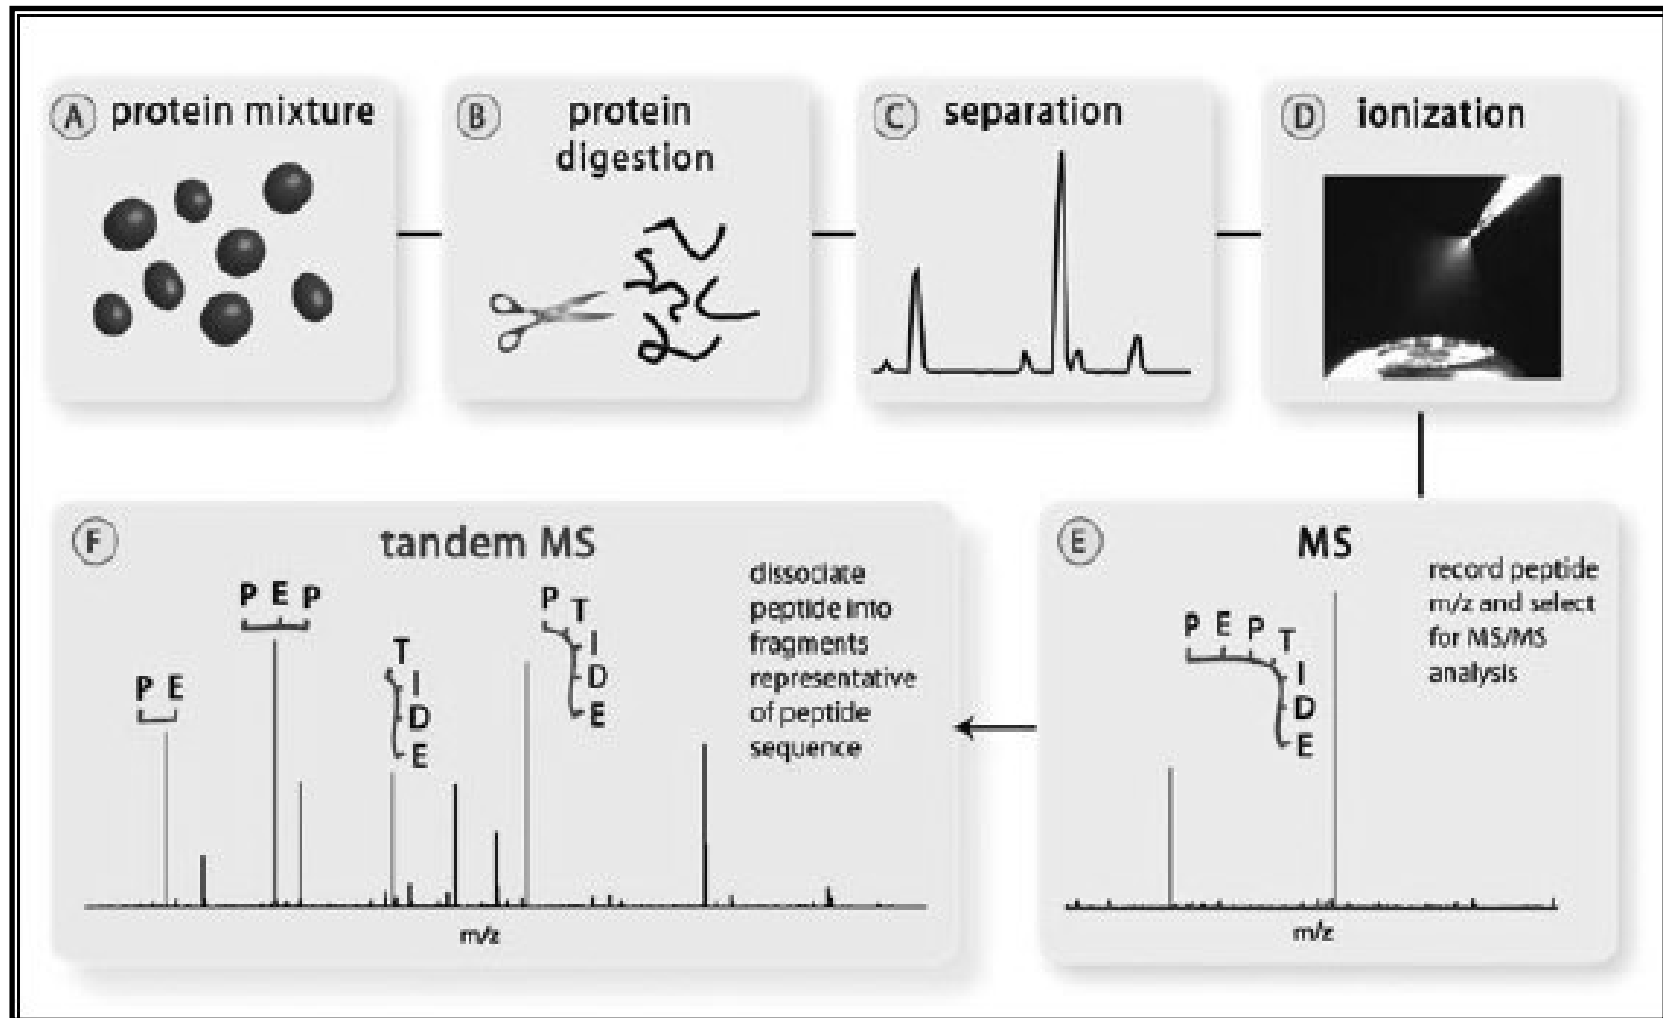 A protein mixture
B protein
digestion
C separation
D ionization
E MS
record peptide
m/z and select
for MS/MS
analysis
P E P T
I
D
E
m/z
F tandem MS
dissociate
peptide into
fragments
representative
of peptide
sequence
P E
P E P
T
I
D
E
P T
I
D
E
m/z